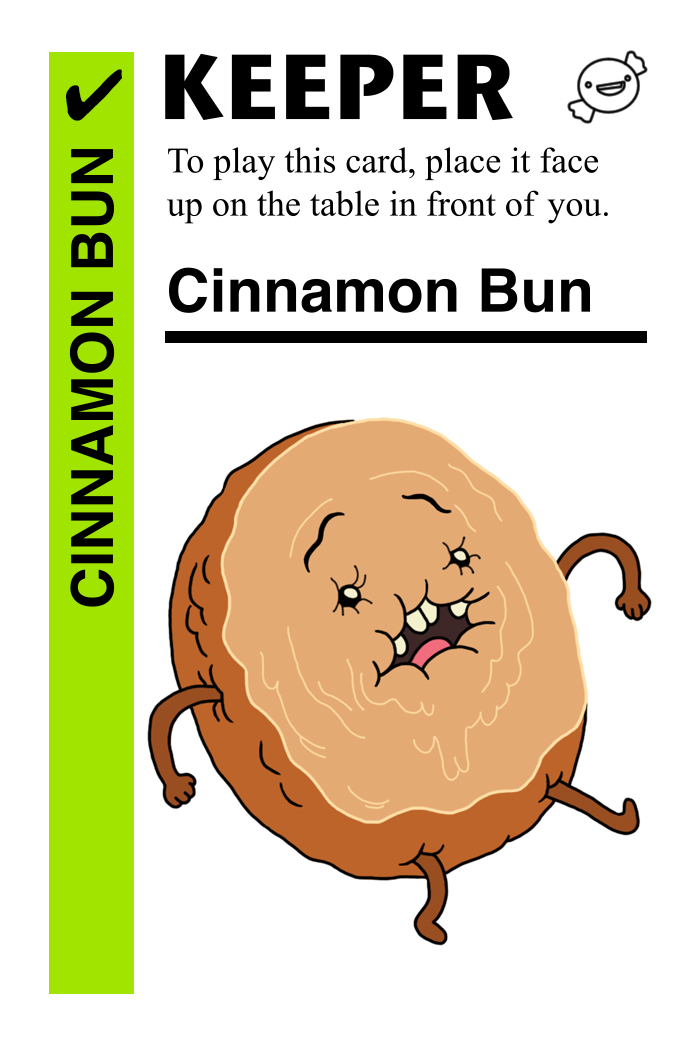 KEEPER
To play this card, place it face
up on the table in front of you.
Cinnamon Bun
CINNAMON BUN